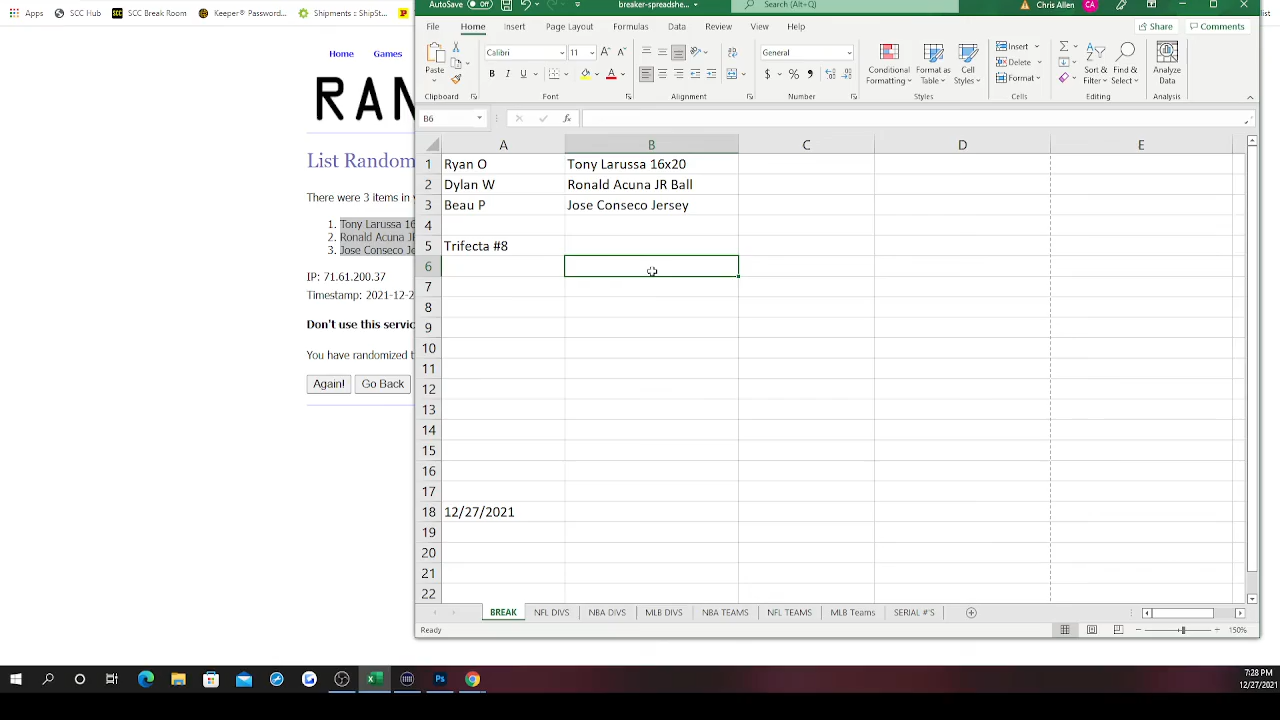 Apps SCC Hub SCC Break Room Keeper® Password... Shipments :: ShipSt...
Home Games
RAN
List Random
There were 3 items in y
1. Tony Larussa 16
2. Ronald Acuna JR
3. Jose Conseco Je
IP: 71.61.200.37
Timestamp: 2021-12-2
Don't use this servic
You have randomized t
Again! Go Back
AutoSave Off breaker-spreadshe... Search (Alt+Q) Chris Allen CA
File Home Insert Page Layout Formulas Data Review View Help Share Comments
Paste Calibri 11 General Conditional Formatting Format as Table Cell Styles Insert Delete Format Sort & Filter Find & Select Analyze Data
Clipboard Font Alignment Number Styles Cells Editing Analysis
B6 fx
A B C D E
1 Ryan O Tony Larussa 16x20
2 Dylan W Ronald Acuna JR Ball
3 Beau P Jose Conseco Jersey
4
5 Trifecta #8
6
7
8
9
10
11
12
13
14
15
16
17
18 12/27/2021
19
20
21
22
BREAK NFL DIVS NBA DIVS MLB DIVS NBA TEAMS NFL TEAMS MLB Teams SERIAL #'S
Ready 150%
7:28 PM
12/27/2021